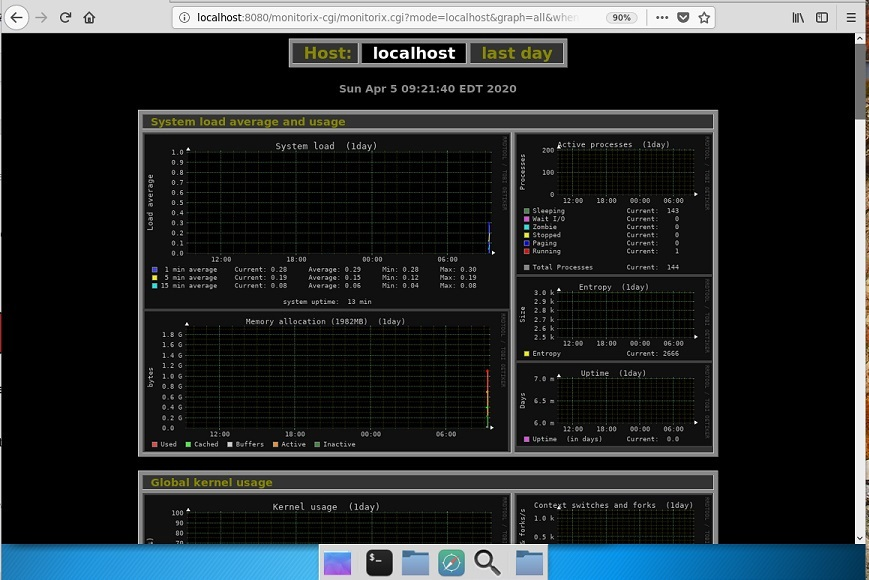 localhost:8080/monitorix-cgi/monitorix.cgi?mode=localhost&graph=all&when
90%
Host: localhost last day
Sun Apr 5 09:21:40 EDT 2020
System load average and usage
System load (1day)
Load average
1.0
0.9
0.8
0.7
0.6
0.5
0.4
0.3
0.2
0.1
0.0
12:00 18:00 00:00 06:00
1 min average Current: 0.28 Average: 0.29 Min: 0.28 Max: 0.30
5 min average Current: 0.19 Average: 0.15 Min: 0.12 Max: 0.19
15 min average Current: 0.08 Average: 0.06 Min: 0.04 Max: 0.08
system uptime: 13 min
Active processes (1day)
Processes
200
100
0
12:00 18:00 00:00 06:00
Sleeping Current: 143
Wait I/O Current: 0
Zombie Current: 0
Stopped Current: 0
Paging Current: 0
Running Current: 1
Total Processes Current: 144
Entropy (1day)
Size
3.0 k
2.9 k
2.8 k
2.7 k
2.6 k
2.5 k
12:00 18:00 00:00 06:00
Entropy Current: 2666
Memory allocation (1982MB) (1day)
bytes
1.8 G
1.6 G
1.4 G
1.2 G
1.0 G
0.8 G
0.6 G
0.4 G
0.2 G
0.0
12:00 18:00 00:00 06:00
Used Cached Buffers Active Inactive
Uptime (1day)
Days
7.0 m
6.5 m
6.0 m
12:00 18:00 00:00 06:00
Uptime (in days) Current: 0.0
Global kernel usage
Kernel usage (1day)
100
90
80
70
Context switches and forks (1day)
& forks/s
1.0 k
0.5 k